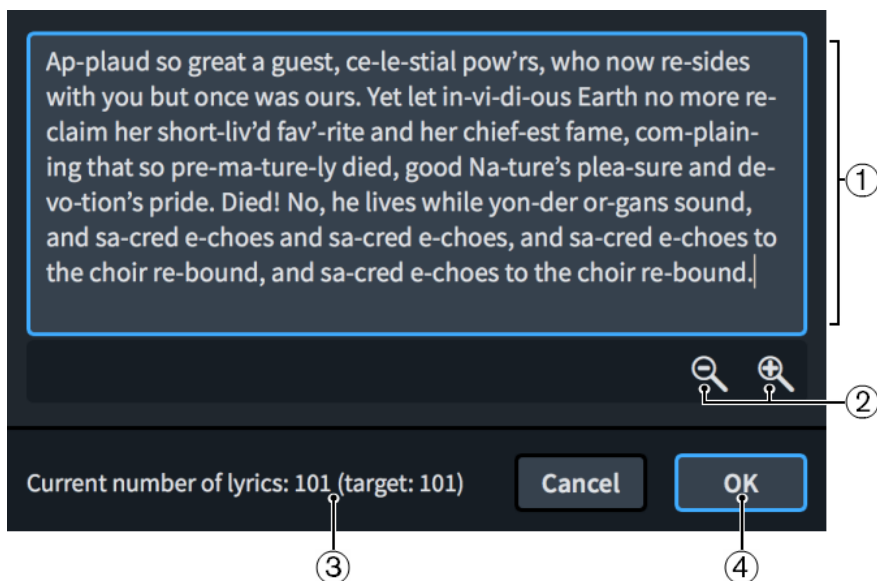 Ap-plaud so great a guest, ce-le-stial pow’rs, who now re-sides
with you but once was ours. Yet let in-vi-di-ous Earth no more re-
claim her short-liv’d fav’-rite and her chief-est fame, com-plain-
ing that so pre-ma-ture-ly died, good Na-ture’s plea-sure and de-
vo-tion’s pride. Died! No, he lives while yon-der or-gans sound,
and sa-cred e-choes and sa-cred e-choes, and sa-cred e-choes to
the choir re-bound, and sa-cred e-choes to the choir re-bound.
1
2
Current number of lyrics: 101 (target: 101) Cancel OK
3 4